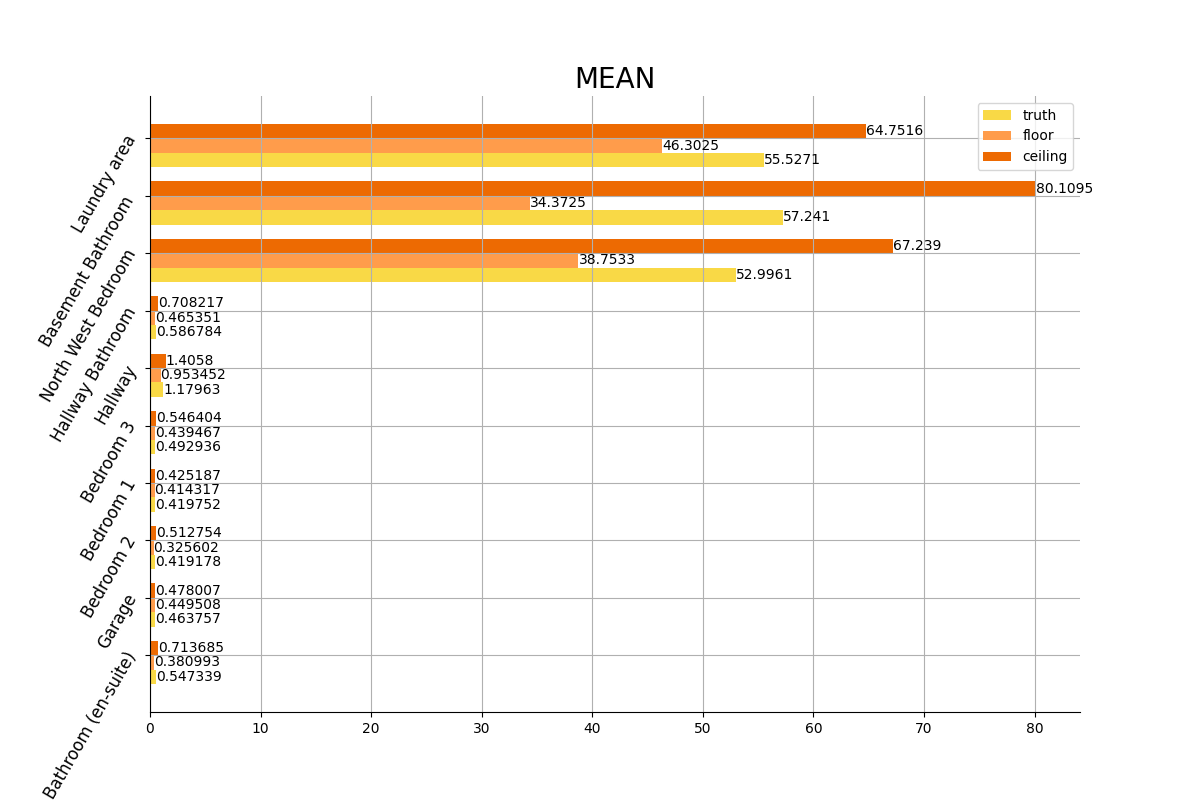 MEAN
truth
floor
ceiling
Laundry area
64.7516
46.3025
55.5271
Basement Bathroom
80.1095
34.3725
57.241
North West Bedroom
67.239
38.7533
52.9961
Hallway Bathroom
0.708217
0.465351
0.586784
Hallway
1.4058
0.953452
1.17963
Bedroom 3
0.546404
0.439467
0.492936
Bedroom 1
0.425187
0.414317
0.419752
Bedroom 2
0.512754
0.325602
0.419178
Garage
0.478007
0.449508
0.463757
Bathroom (en-suite)
0.713685
0.380993
0.547339
0 10 20 30 40 50 60 70 80